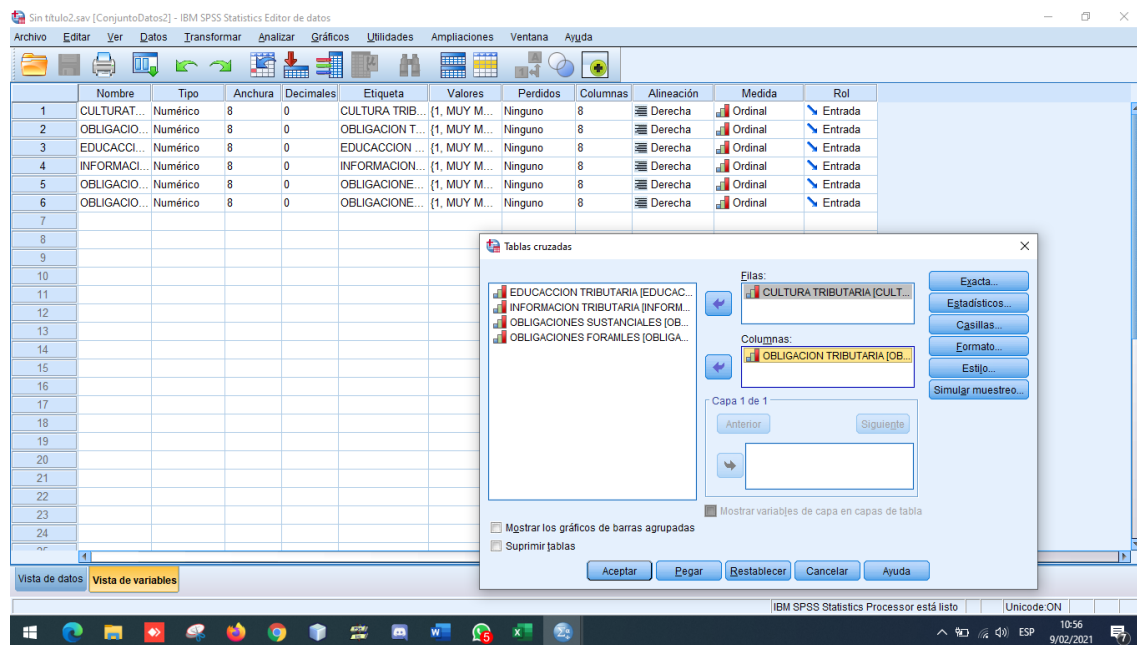 Sin título2.sav [ConjuntoDatos2] - IBM SPSS Statistics Editor de datos
Archivo Editar Ver Datos Transformar Analizar Gráficos Utilidades Ampliaciones Ventana Ayuda
Nombre Tipo Anchura Decimales Etiqueta Valores Perdidos Columnas Alineación Medida Rol
1 CULTURAT... Numérico 8 0 CULTURA TRIB... {1, MUY M... Ninguno 8 Derecha Ordinal Entrada
2 OBLIGACIO... Numérico 8 0 OBLIGACION T... {1, MUY M... Ninguno 8 Derecha Ordinal Entrada
3 EDUCACCI... Numérico 8 0 EDUCACCION ... {1, MUY M... Ninguno 8 Derecha Ordinal Entrada
4 INFORMACI... Numérico 8 0 INFORMACION... {1, MUY M... Ninguno 8 Derecha Ordinal Entrada
5 OBLIGACIO... Numérico 8 0 OBLIGACIONE... {1, MUY M... Ninguno 8 Derecha Ordinal Entrada
6 OBLIGACIO... Numérico 8 0 OBLIGACIONE... {1, MUY M... Ninguno 8 Derecha Ordinal Entrada
7
8
9
10
11
12
13
14
15
16
17
18
19
20
21
22
23
24
Tablas cruzadas
EDUCACCION TRIBUTARIA [EDUCAC...
INFORMACION TRIBUTARIA [INFORM...
OBLIGACIONES SUSTANCIALES [OB...
OBLIGACIONES FORAMLES [OBLIGA...
Filas:
CULTURA TRIBUTARIA [CULT...
Columnas:
OBLIGACION TRIBUTARIA [OB...
Capa 1 de 1
Anterior Siguiente
Mostrar variables de capa en capas de tabla
Exacta...
Estadísticos...
Casillas...
Formato...
Estilo...
Simular muestreo...
Mostrar los gráficos de barras agrupadas
Suprimir tablas
Aceptar Pegar Restablecer Cancelar Ayuda
Vista de datos Vista de variables
IBM SPSS Statistics Processor está listo Unicode:ON
ESP
10:56
9/02/2021